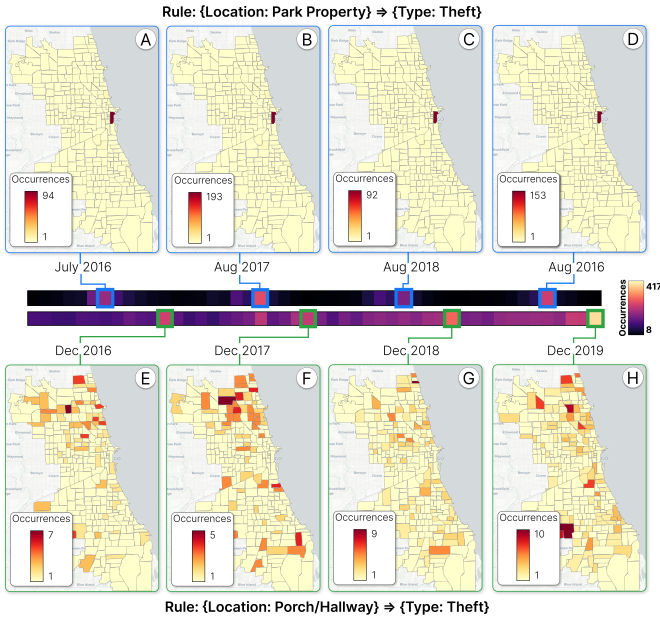 Rule: {Location: Park Property} ⇒ {Type: Theft}
A
B
C
D
Occurrences
94
1
Occurrences
193
1
Occurrences
92
1
Occurrences
153
1
July 2016
Aug 2017
Aug 2018
Aug 2016
Occurrences
417
8
Dec 2016
Dec 2017
Dec 2018
Dec 2019
E
F
G
H
Occurrences
7
1
Occurrences
5
1
Occurrences
9
1
Occurrences
10
1
Rule: {Location: Porch/Hallway} ⇒ {Type: Theft}